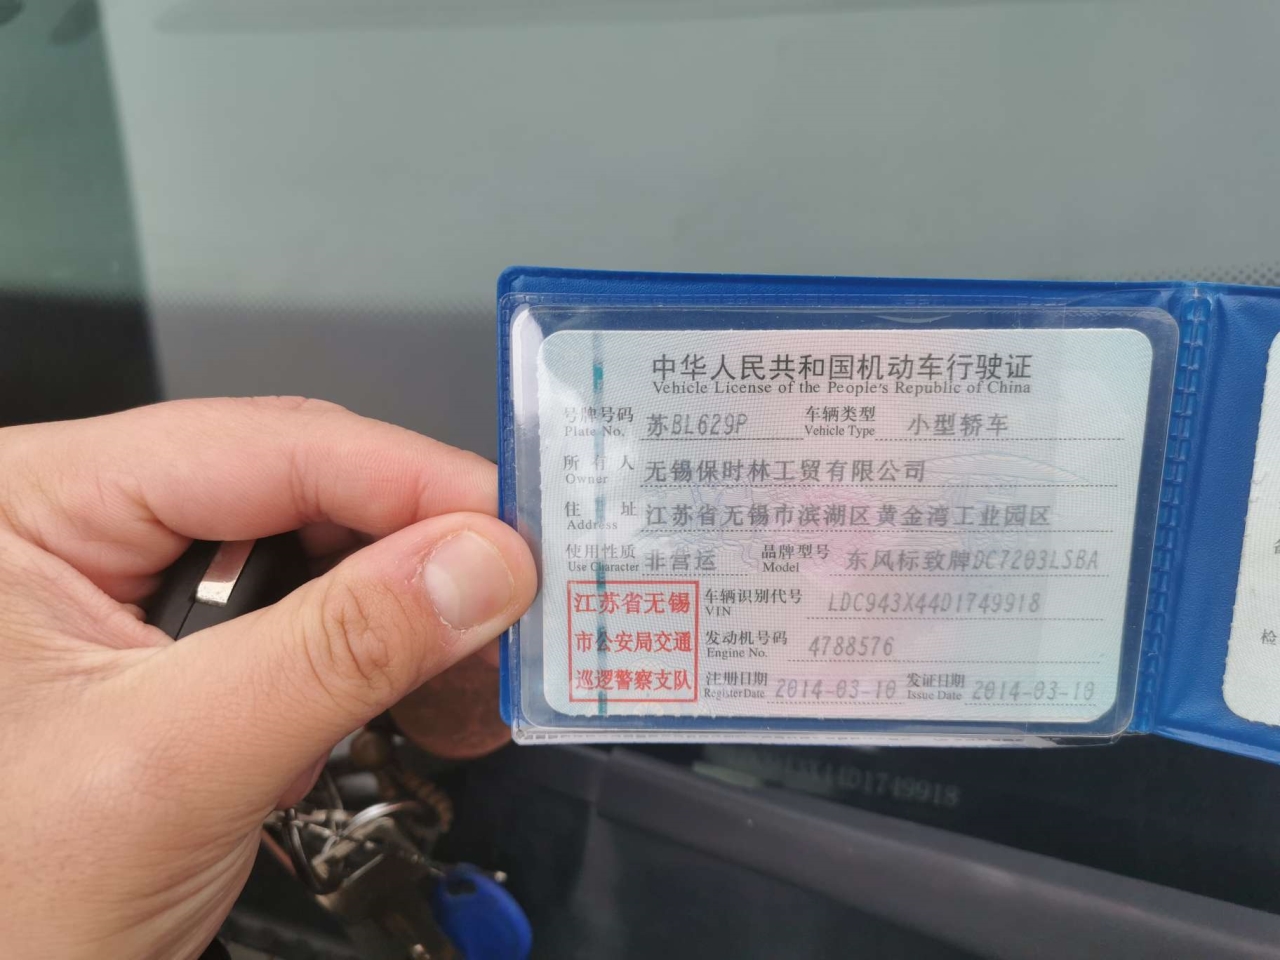 中华人民共和国机动车行驶证
Vehicle License of the People's Republic of China
号牌号码 苏BL629P 车辆类型 小型轿车
Plate No. Vehicle Type
所有人 无锡保时林工贸有限公司
Owner
住址 江苏省无锡市滨湖区黄金湾工业园区
Address
使用性质 非营运 品牌型号 东风标致牌DC7203LSBA
Use Character Model
江苏省无锡
市公安局交通
巡逻警察支队
车辆识别代号 LDC943X44D1749918
VIN
发动机号码 4788576
Engine No.
注册日期 2014-03-10 发证日期 2014-03-10
Register Date Issue Date
44D1749918
检